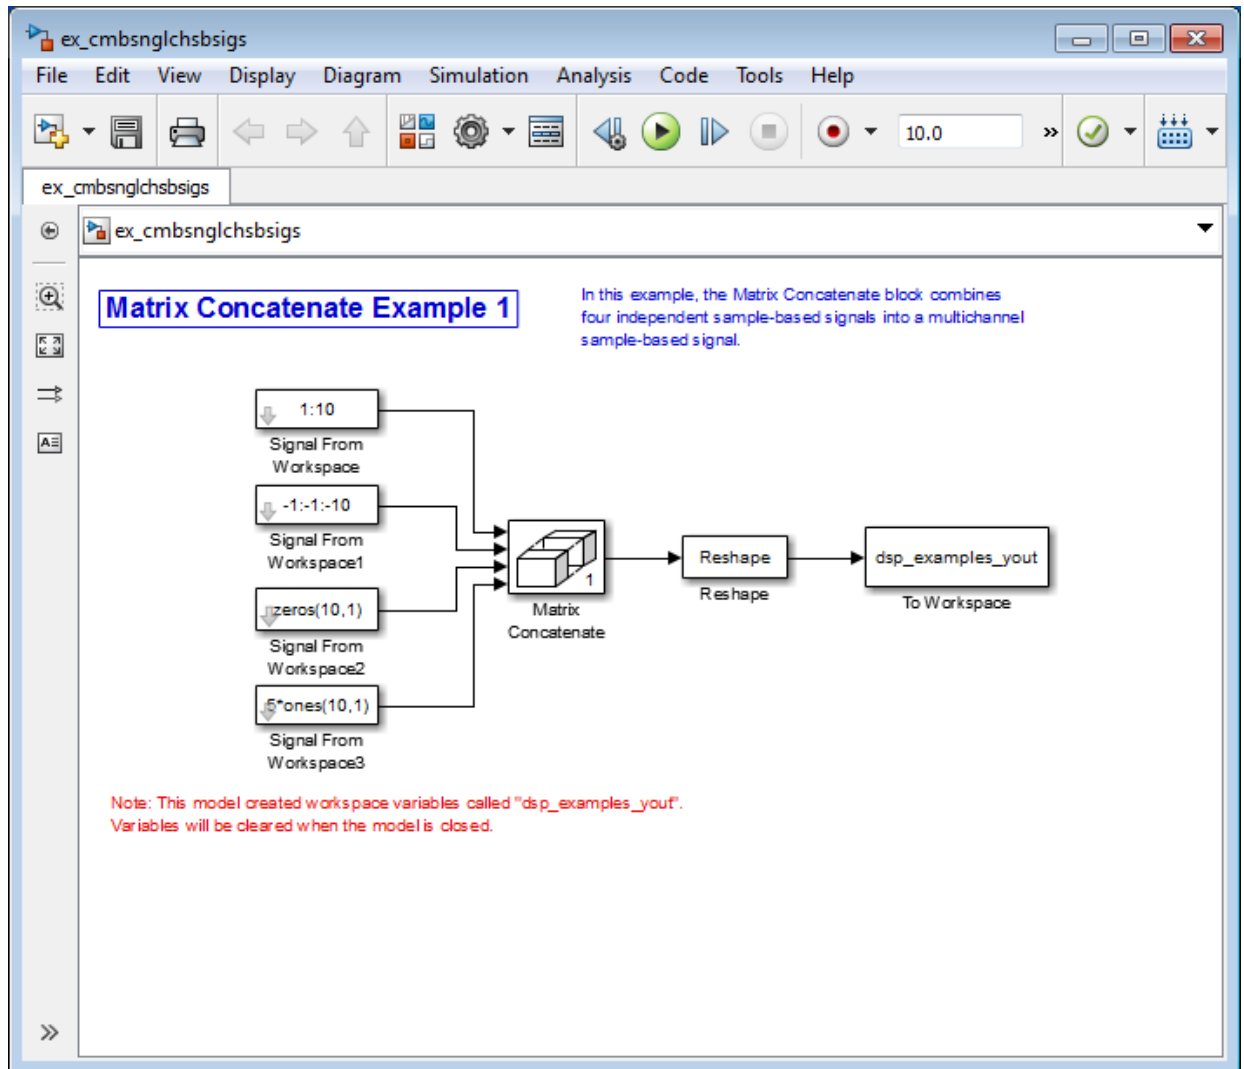 ex_cmbsnglchsbsigs
File Edit View Display Diagram Simulation Analysis Code Tools Help
10.0
ex_cmbsnglchsbsigs
ex_cmbsnglchsbsigs
Matrix Concatenate Example 1
In this example, the Matrix Concatenate block combines
four independent sample-based signals into a multichannel
sample-based signal.
1:10
Signal From
Workspace
-1:-1:-10
Signal From
Workspace1
zeros(10,1)
Signal From
Workspace2
5*ones(10,1)
Signal From
Workspace3
1
Matrix
Concatenate
Reshape
Reshape
dsp_examples_yout
To Workspace
Note: This model created workspace variables called "dsp_examples_yout".
Variables will be cleared when the model is closed.